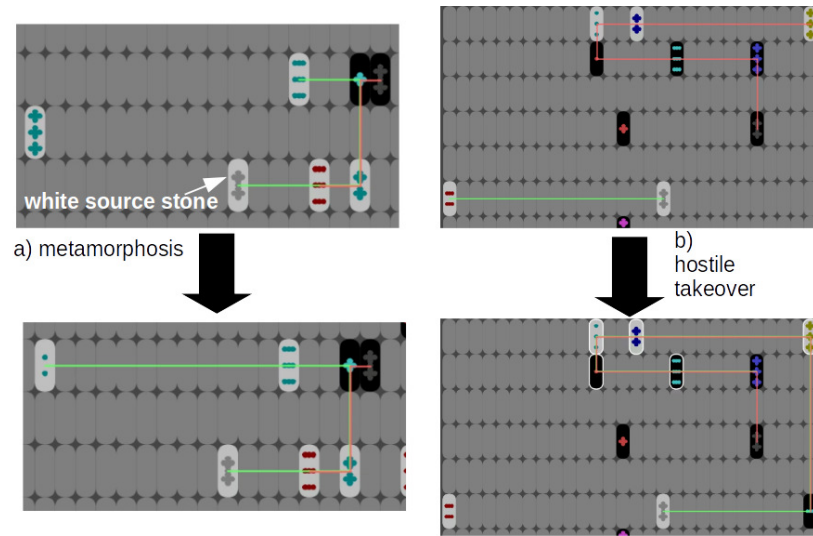 white source stone
a) metamorphosis
b)
hostile
takeover